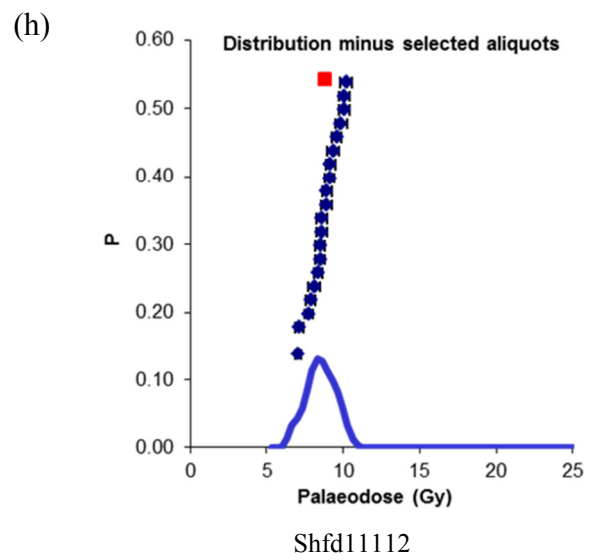 (h)
Distribution minus selected aliquots
0.60
0.50
0.40
0.30
0.20
0.10
0.00
P
0 5 10 15 20 25
Palaeodose (Gy)
Shfd11112